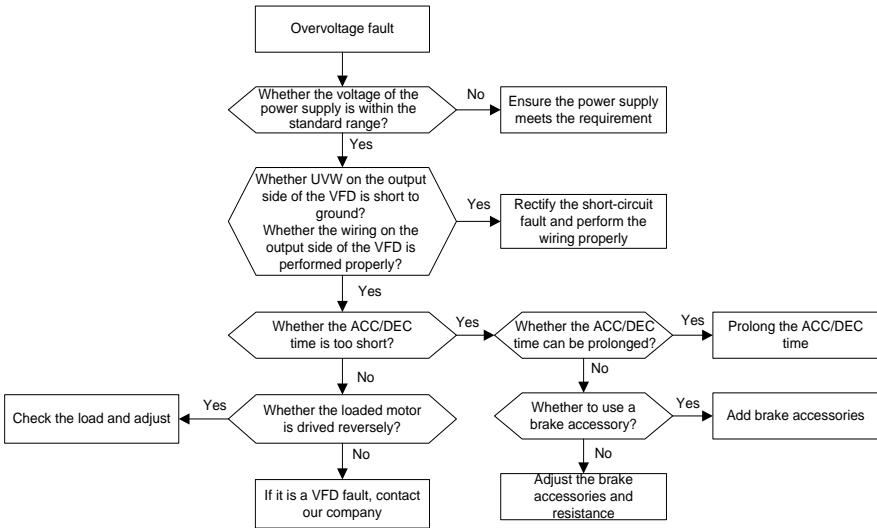 Overvoltage fault
Whether the voltage of the
power supply is within the
standard range?
No
Ensure the power supply
meets the requirement
Yes
Whether UVW on the output
side of the VFD is short to
ground?
Whether the wiring on the
output side of the VFD is
performed properly?
Yes
Rectify the short-circuit
fault and perform the
wiring properly
Yes
Whether the ACC/DEC
time is too short?
Yes
Whether the ACC/DEC
time can be prolonged?
Yes
Prolong the ACC/DEC
time
No
No
Check the load and adjust
Yes
Whether the loaded motor
is drived reversely?
Whether to use a
brake accessory?
Yes
Add brake accessories
No
No
If it is a VFD fault, contact
our company
Adjust the brake
accessories and
resistance